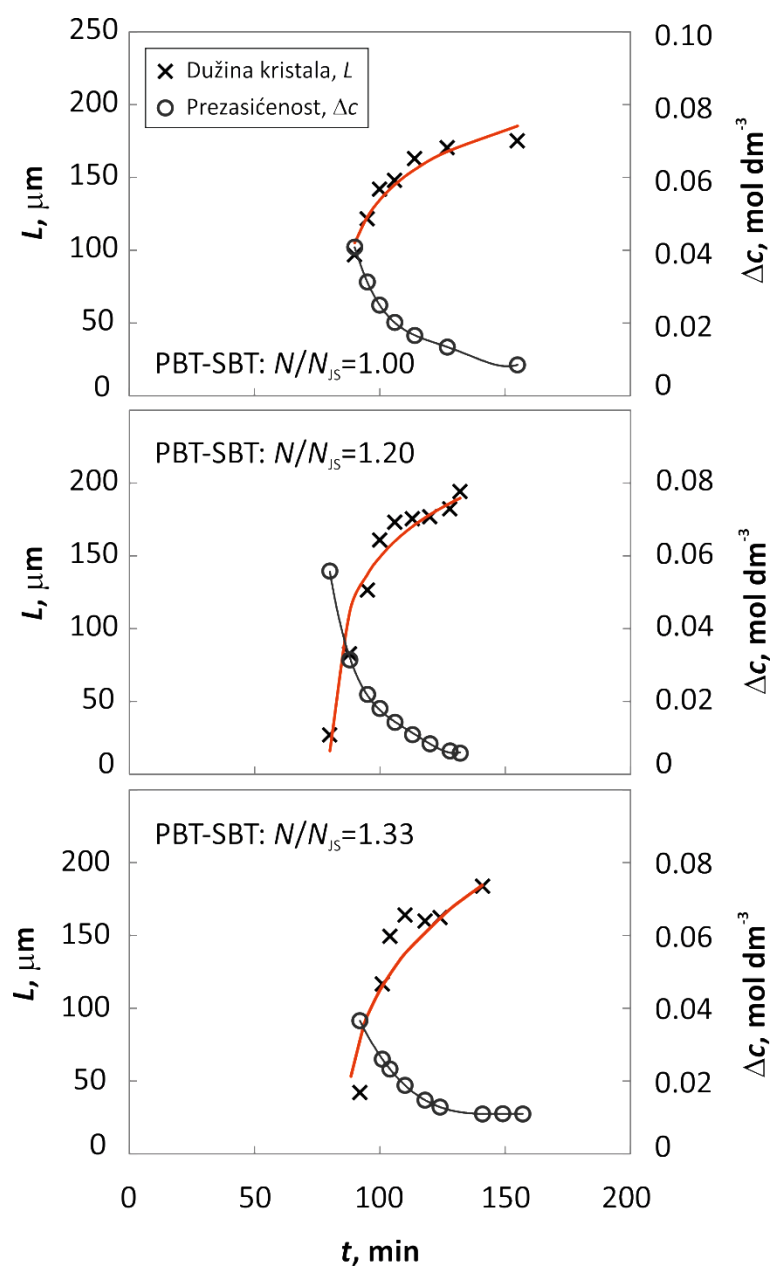 250
200
150
100
50
0
L, μm
Dužina kristala, L
Prezasićenost, Δc
PBT-SBT: N/NJS=1.00
0.10
0.08
0.06
0.04
0.02
0
Δc, mol dm-3
200
150
100
50
0
L, μm
PBT-SBT: N/NJS=1.20
0.08
0.06
0.04
0.02
0
Δc, mol dm-3
200
150
100
50
0
L, μm
PBT-SBT: N/NJS=1.33
0.08
0.06
0.04
0.02
0
Δc, mol dm-3
0 50 100 150 200
t, min